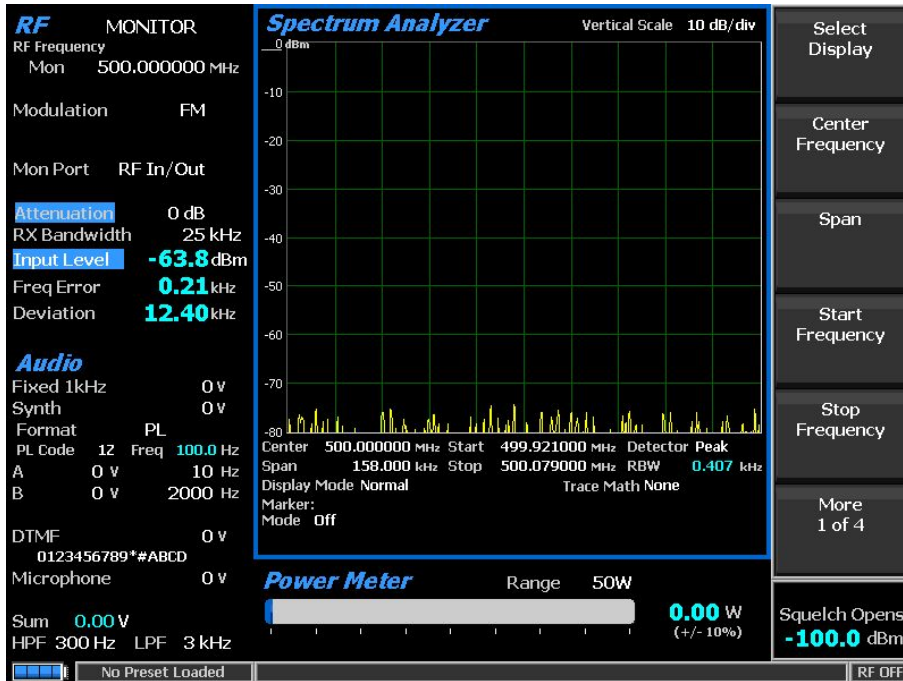 RF MONITOR
RF Frequency
Mon 500.000000 MHz
Modulation FM
Mon Port RF In/Out
Attenuation 0 dB
RX Bandwidth 25 kHz
Input Level -63.8 dBm
Freq Error 0.21 kHz
Deviation 12.40 kHz
Audio
Fixed 1kHz 0 V
Synth 0 V
Format PL
PL Code 1Z Freq 100.0 Hz
A 0 V 10 Hz
B 0 V 2000 Hz
DTMF 0 V
0123456789*#ABCD
Microphone 0 V
Sum 0.00 V
HPF 300 Hz LPF 3 kHz
Spectrum Analyzer Vertical Scale 10 dB/div
0 dBm
-10
-20
-30
-40
-50
-60
-70
-80
Center 500.000000 MHz Start 499.921000 MHz Detector Peak
Span 158.000 kHz Stop 500.079000 MHz RBW 0.407 kHz
Display Mode Normal Trace Math None
Marker:
Mode Off
Power Meter Range 50W
0.00 W
(+/- 10%)
Select
Display
Center
Frequency
Span
Start
Frequency
Stop
Frequency
More
1 of 4
Squelch Opens
-100.0 dBm
No Preset Loaded
RF OFF